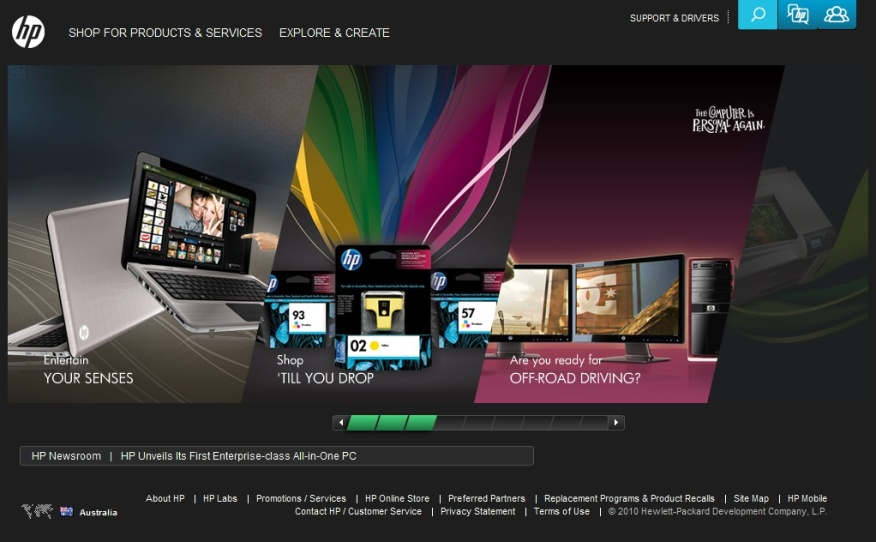 hp
SHOP FOR PRODUCTS & SERVICES EXPLORE & CREATE
SUPPORT & DRIVERS
hp
THE COMPUTER IS
PERSONAL AGAIN.
hp
hp
hp
93
02 Yellow
57
Entertain
YOUR SENSES
Shop
'TILL YOU DROP
Are you ready for
OFF-ROAD DRIVING?
HP Newsroom | HP Unveils Its First Enterprise-class All-in-One PC
About HP | HP Labs | Promotions / Services | HP Online Store | Preferred Partners | Replacement Programs & Product Recalls | Site Map | HP Mobile
Australia
Contact HP / Customer Service | Privacy Statement | Terms of Use | © 2010 Hewlett-Packard Development Company, L.P.